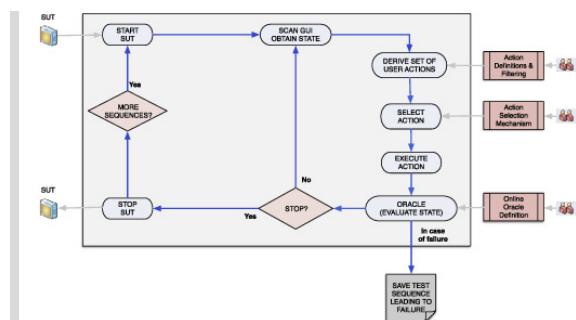 SUT
START
SUT
SCAN GUI
OBTAIN STATE
DERIVE SET OF
USER ACTIONS
Action
Definitions &
Filtering
Yes
MORE
SEQUENCES?
SELECT
ACTION
Action
Selection
Mechanism
EXECUTE
ACTION
No
SUT
STOP
SUT
Yes
STOP?
ORACLE
(EVALUATE STATE)
Online
Oracle
Definition
In case
of failure
SAVE TEST
SEQUENCE
LEADING TO
FAILURE